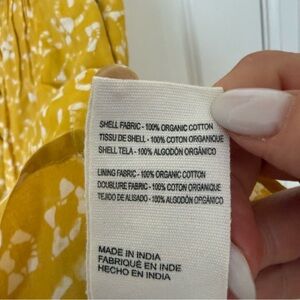 SHELL FABRIC - 100% ORGANIC COTTON
TISSU DE SHELL - 100% COTON ORGANIQUE
SHELL TELA - 100% ALGODÓN ORGÁNICO
LINING FABRIC - 100% ORGANIC COTTON
DOUBLURE FABRIC - 100% COTON ORGANIQUE
TEJIDO DE ALISADO - 100% ALGODÓN ORGÁNICO
MADE IN INDIA
FABRIQUÉ EN INDE
HECHO EN INDIA